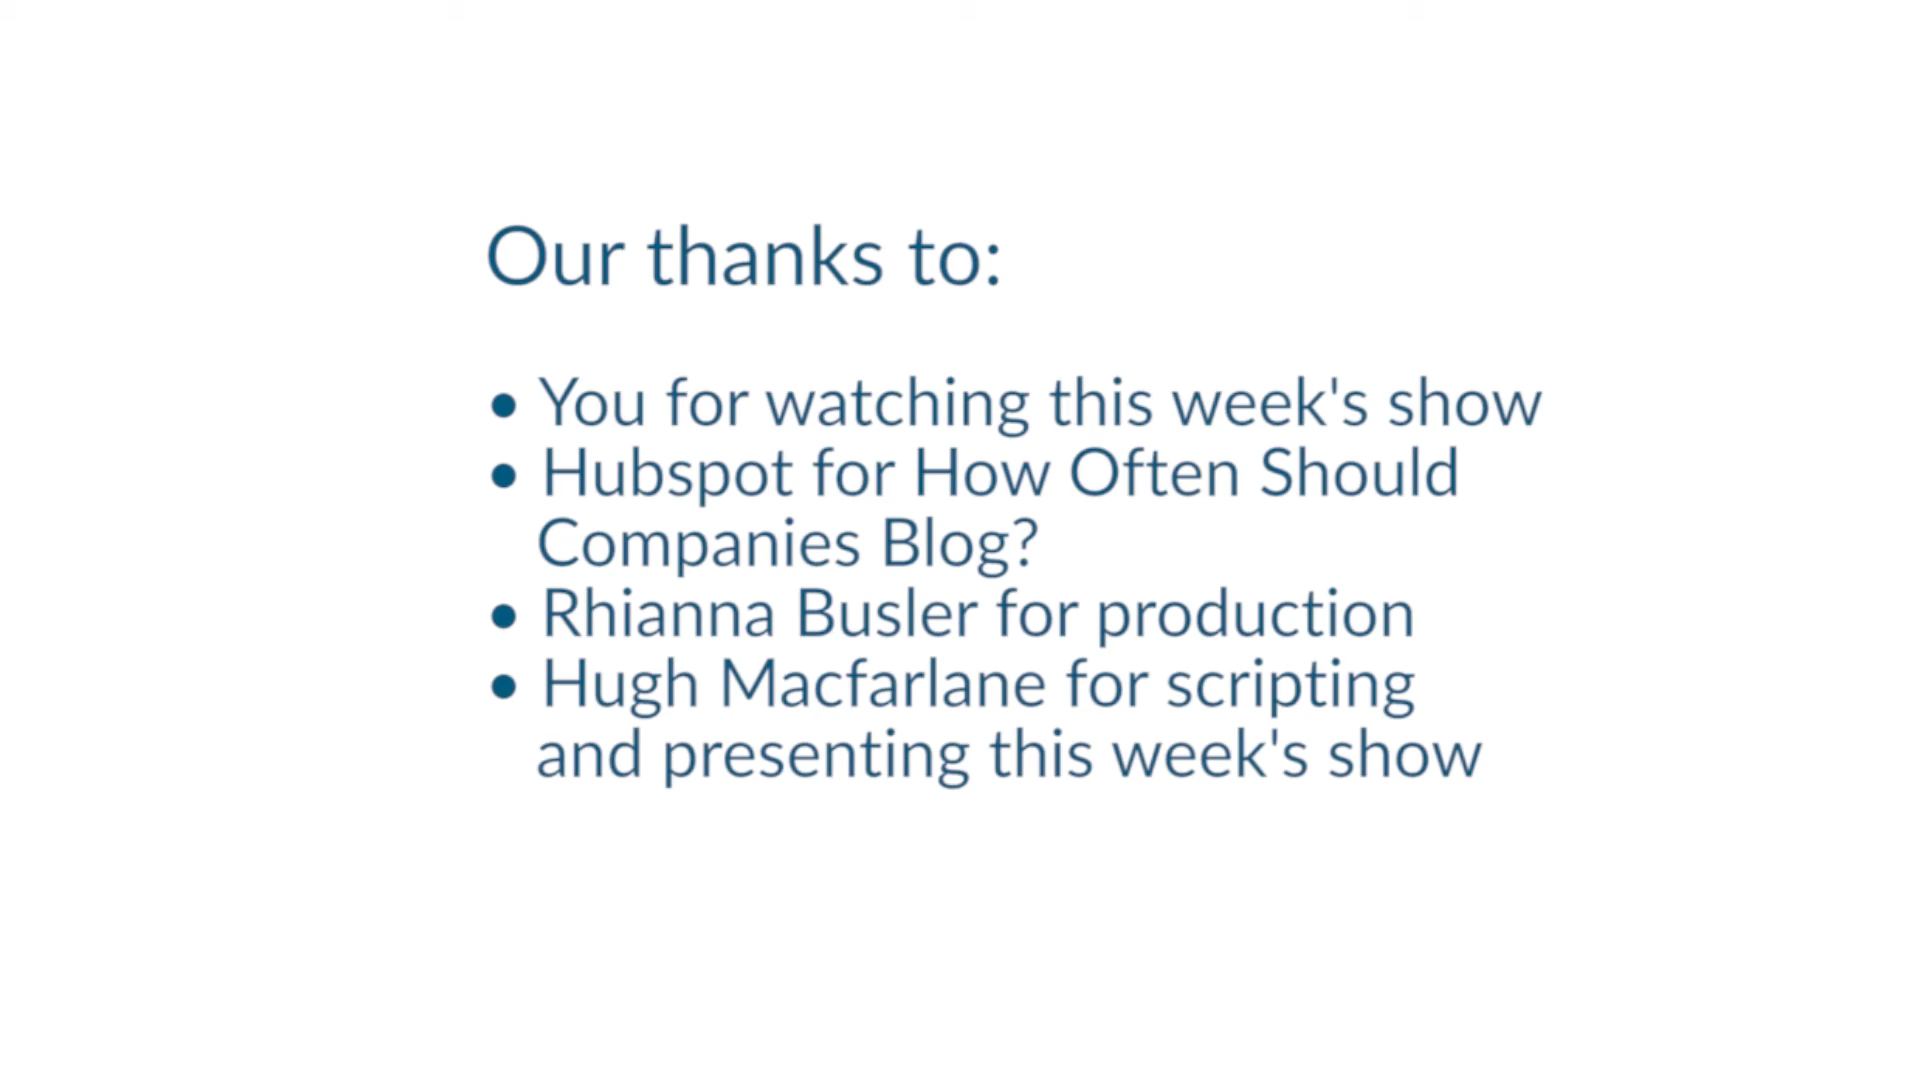 Our thanks to:
• You for watching this week's show
• Hubspot for How Often Should
Companies Blog?
• Rhianna Busler for production
• Hugh Macfarlane for scripting
and presenting this week's show